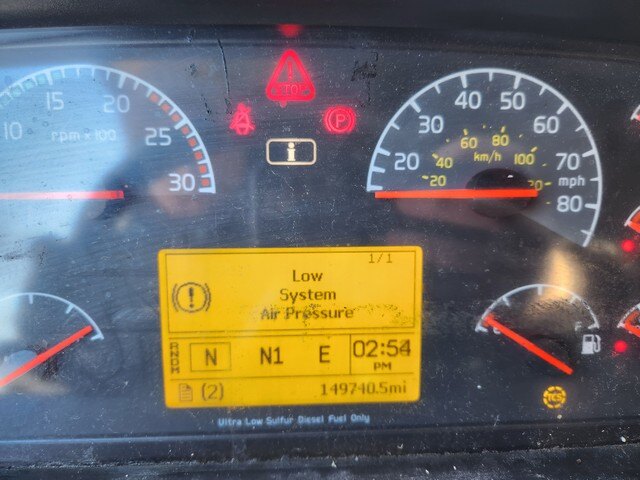 STOP
15 20
10 25
rpm x 100
30
P
i
40 50
30 60
20 70
80
mph
60 80
40 100
20
km/h
1/1
Low
System
Air Pressure
R
N
D
M
N N1 E 02:54
PM
(2) 149740.5mi
F
Ultra Low Sulfur Diesel Fuel Only